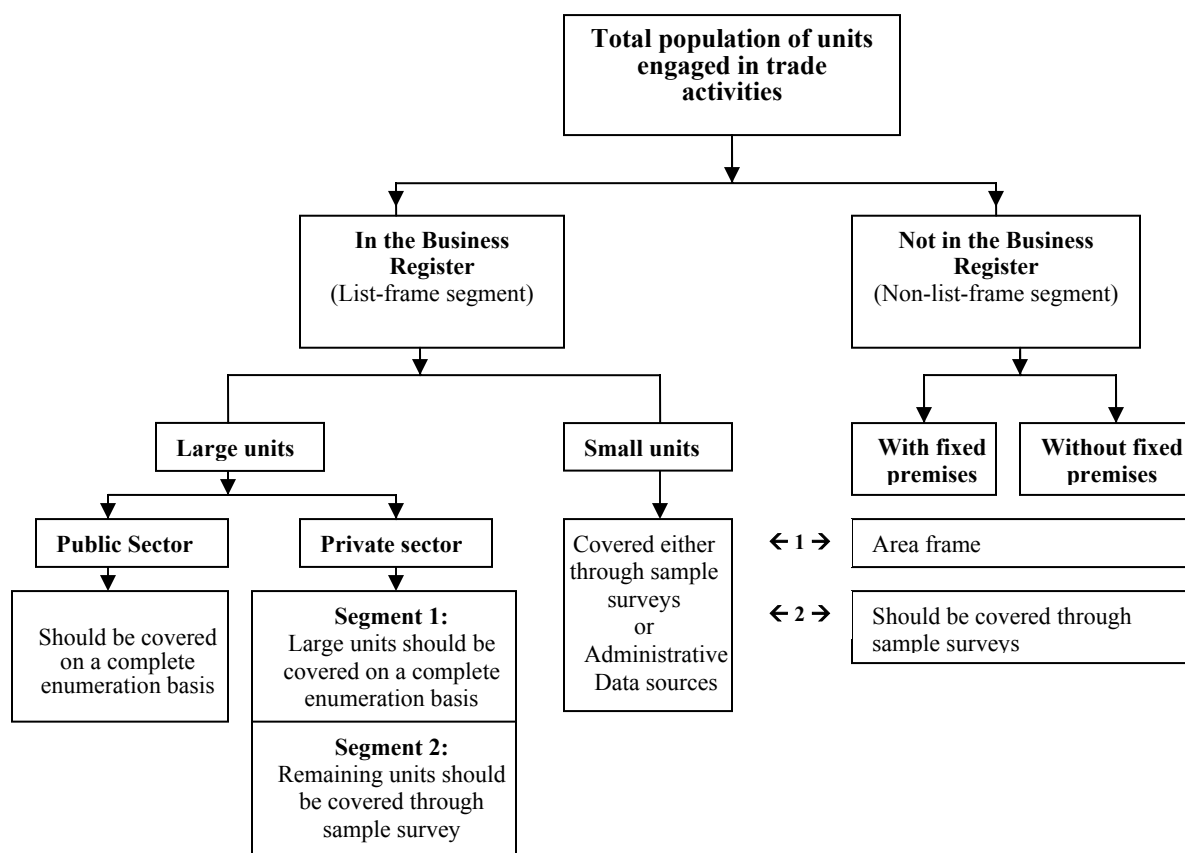 Total population of units
engaged in trade
activities
In the Business
Register
(List-frame segment)
Not in the Business
Register
(Non-list-frame segment)
Large units
Small units
With fixed
premises
Without fixed
premises
Public Sector
Private sector
Covered either
through sample
surveys
or
Administrative
Data sources
← 1 →
Area frame
← 2 →
Should be covered through
sample surveys
Should be covered
on a complete
enumeration basis
Segment 1:
Large units should be
covered on a complete
enumeration basis
Segment 2:
Remaining units should
be covered through
sample survey